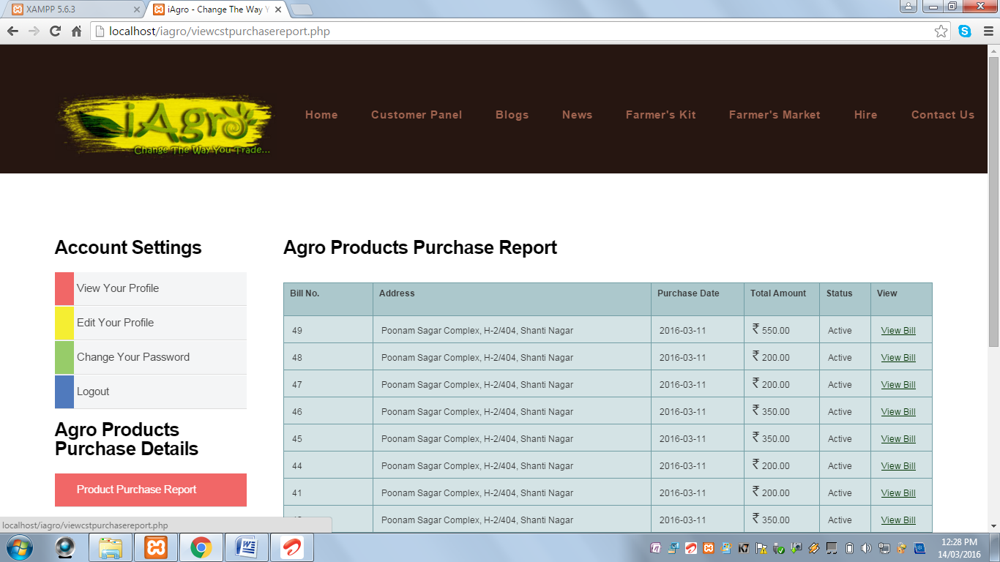 XAMPP 5.6.3
iAgro - Change The Way Y
localhost/iagro/viewcstpurchasereport.php
iAgro
Change The Way You Trade...
Home Customer Panel Blogs News Farmer's Kit Farmer's Market Hire Contact Us
Account Settings
View Your Profile
Edit Your Profile
Change Your Password
Logout
Agro Products
Purchase Details
Product Purchase Report
Agro Products Purchase Report
Bill No. Address Purchase Date Total Amount Status View
49 Poonam Sagar Complex, H-2/404, Shanti Nagar 2016-03-11 ₹ 550.00 Active View Bill
48 Poonam Sagar Complex, H-2/404, Shanti Nagar 2016-03-11 ₹ 200.00 Active View Bill
47 Poonam Sagar Complex, H-2/404, Shanti Nagar 2016-03-11 ₹ 200.00 Active View Bill
46 Poonam Sagar Complex, H-2/404, Shanti Nagar 2016-03-11 ₹ 350.00 Active View Bill
45 Poonam Sagar Complex, H-2/404, Shanti Nagar 2016-03-11 ₹ 350.00 Active View Bill
44 Poonam Sagar Complex, H-2/404, Shanti Nagar 2016-03-11 ₹ 200.00 Active View Bill
41 Poonam Sagar Complex, H-2/404, Shanti Nagar 2016-03-11 ₹ 200.00 Active View Bill
Poonam Sagar Complex, H-2/404, Shanti Nagar 2016-03-11 ₹ 350.00 Active View Bill
localhost/iagro/viewcstpurchasereport.php
12:28 PM
14/03/2016